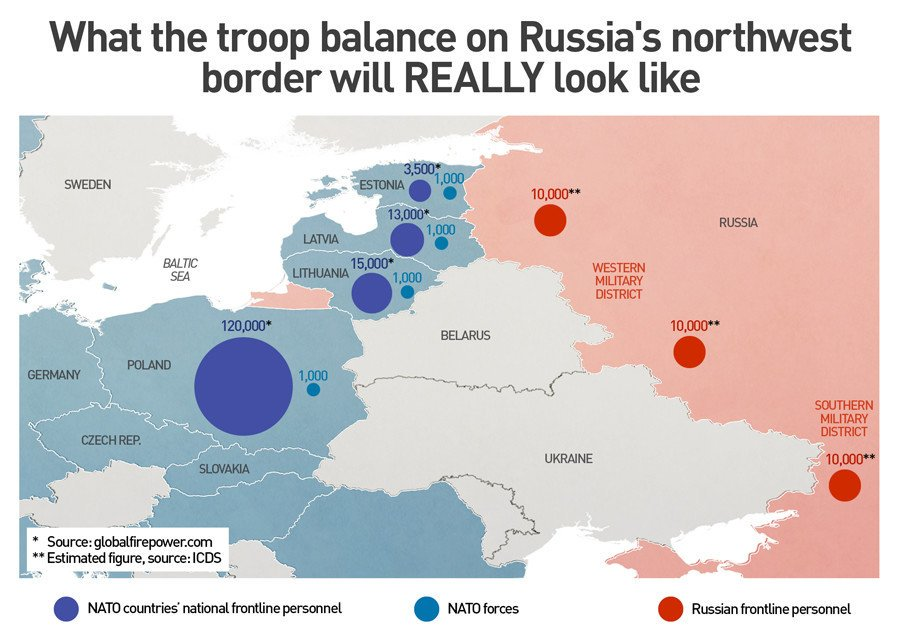 What the troop balance on Russia's northwest
border will REALLY look like
SWEDEN
ESTONIA
3,500*
1,000
10,000**
RUSSIA
13,000*
1,000
LATVIA
BALTIC
SEA
15,000*
LITHUANIA
1,000
WESTERN
MILITARY
DISTRICT
120,000*
10,000**
BELARUS
POLAND
GERMANY
1,000
SOUTHERN
MILITARY
DISTRICT
CZECH REP.
SLOVAKIA
UKRAINE
10,000**
* Source: globalfirepower.com
** Estimated figure, source: ICDS
NATO countries' national frontline personnel
NATO forces
Russian frontline personnel